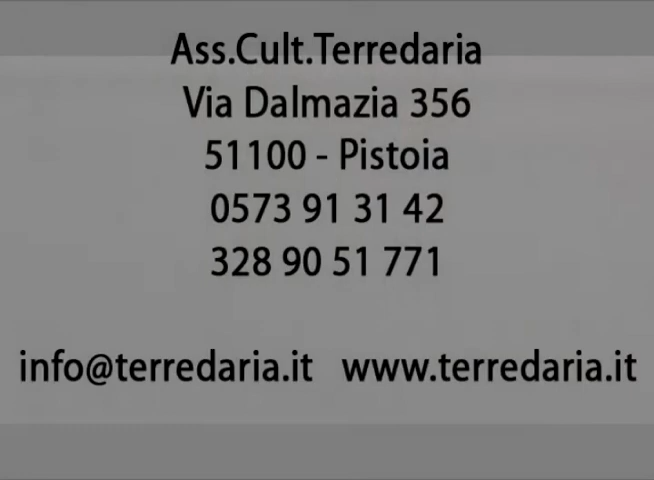 Ass.Cult.Terredaria
Via Dalmazia 356
51100 - Pistoia
0573 91 31 42
328 90 51 771
info@terredaria.it www.terredaria.it